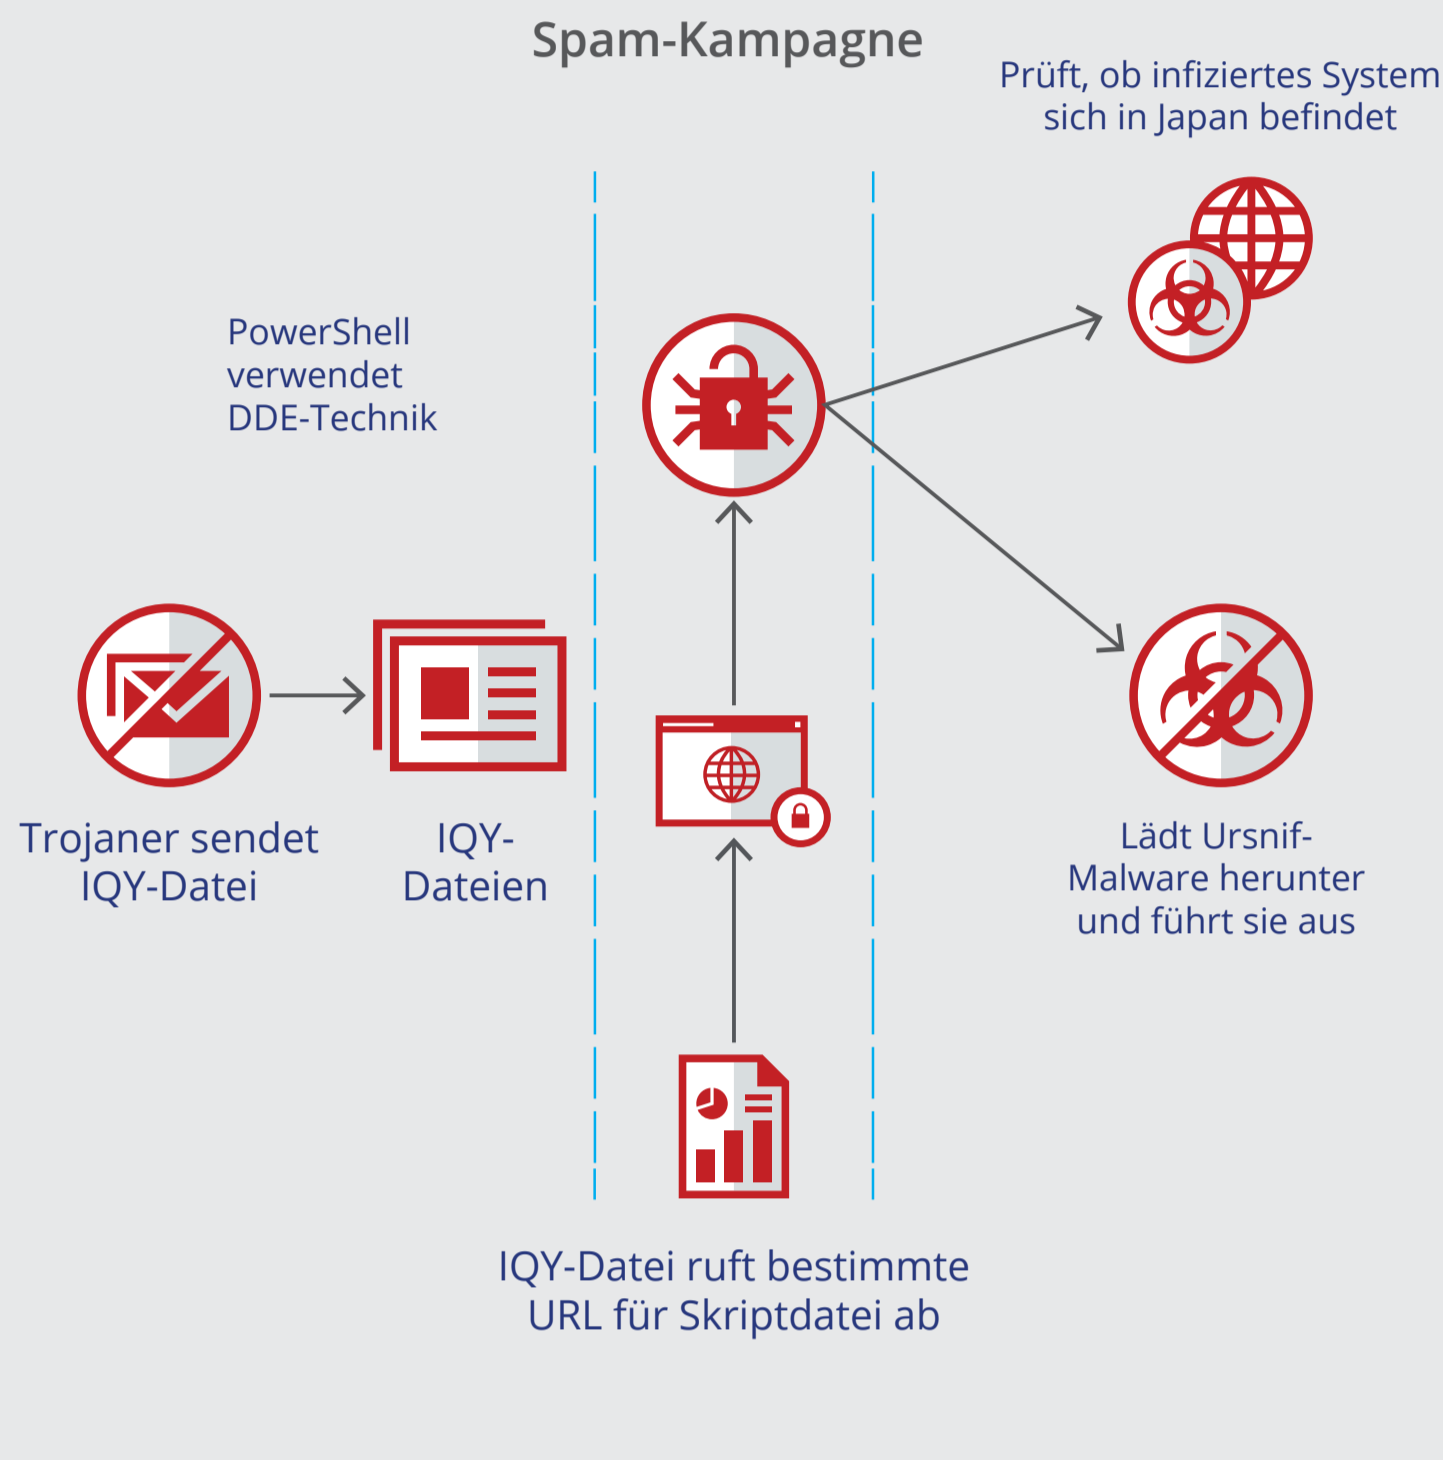 Spam-Kampagne
Prüft, ob infiziertes System
sich in Japan befindet
PowerShell
verwendet
DDE-Technik
Trojaner sendet
IQY-Datei
IQY-
Dateien
Lädt Ursnif-
Malware herunter
und führt sie aus
IQY-Datei ruft bestimmte
URL für Skriptdatei ab